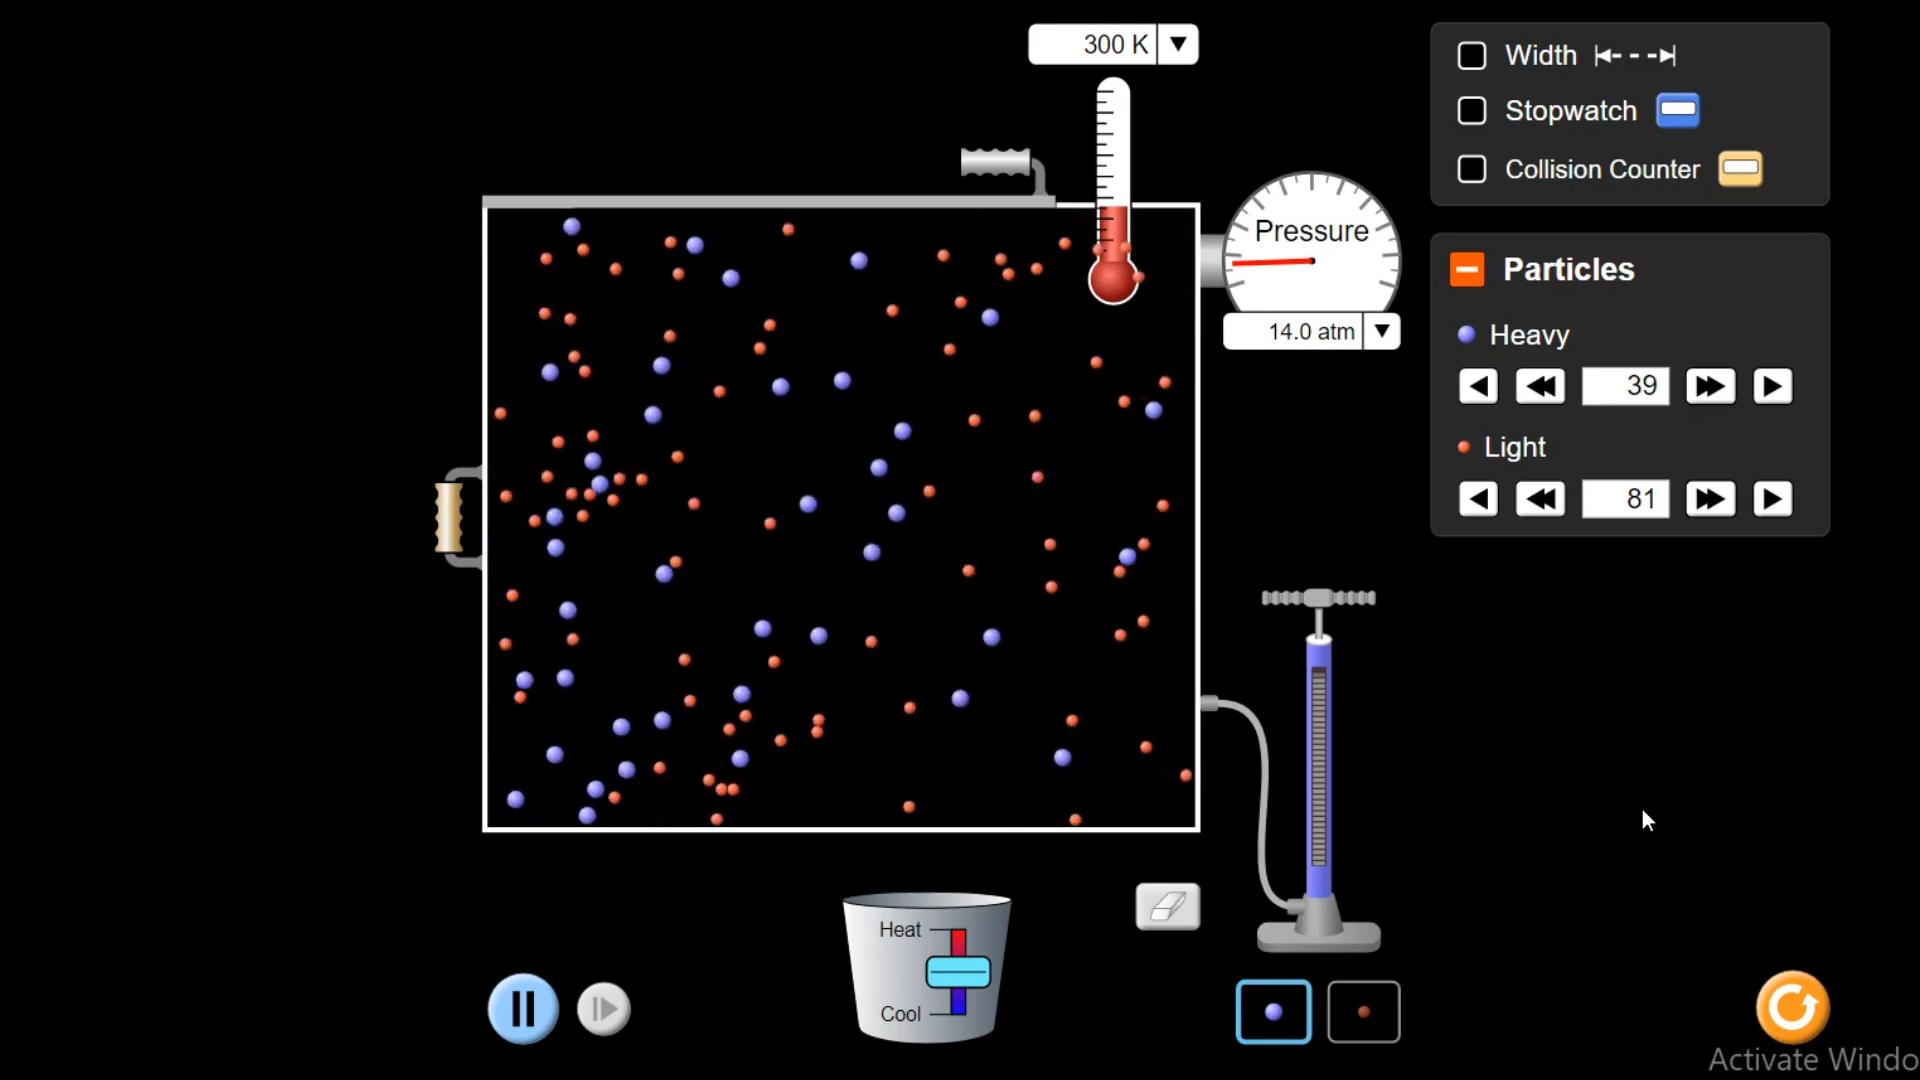 300 K
Width
Stopwatch
Collision Counter
Pressure
14.0 atm
Particles
Heavy
39
Light
81
Heat
Cool
Activate Windo